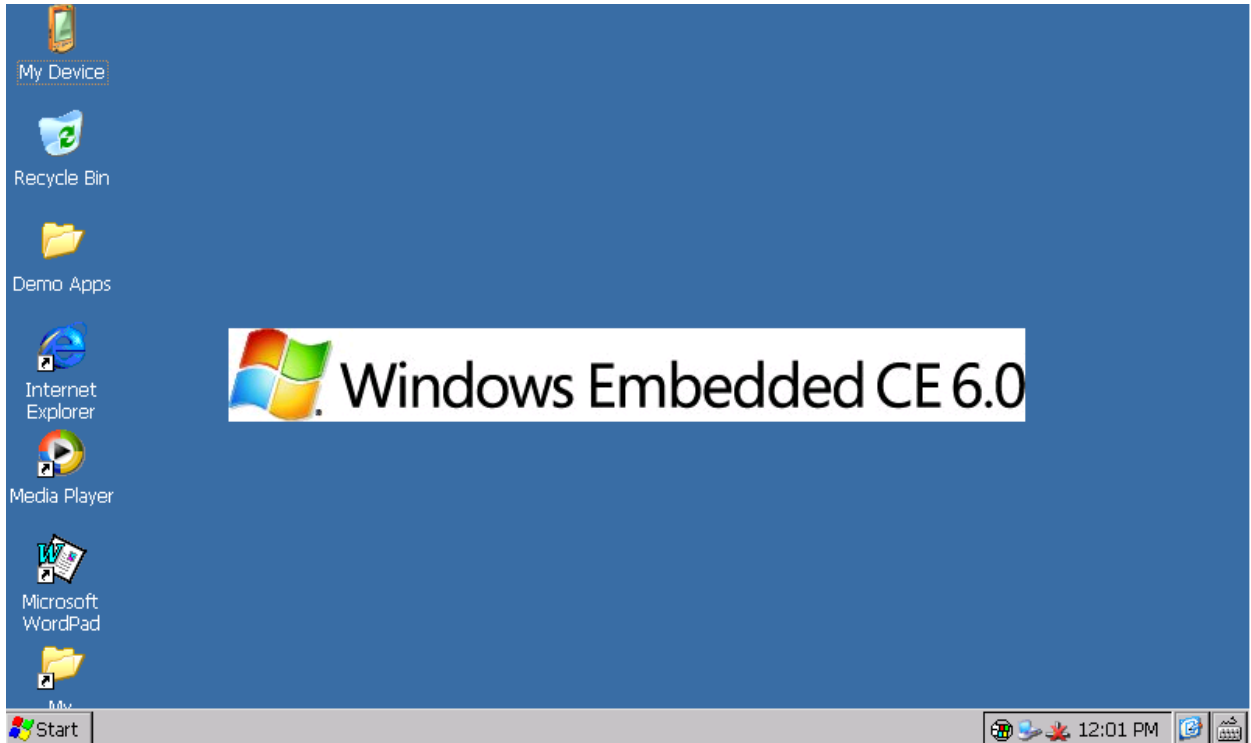 My Device
Recycle Bin
Demo Apps
Internet
Explorer
Media Player
Microsoft
WordPad
My
Windows Embedded CE 6.0
Start
12:01 PM